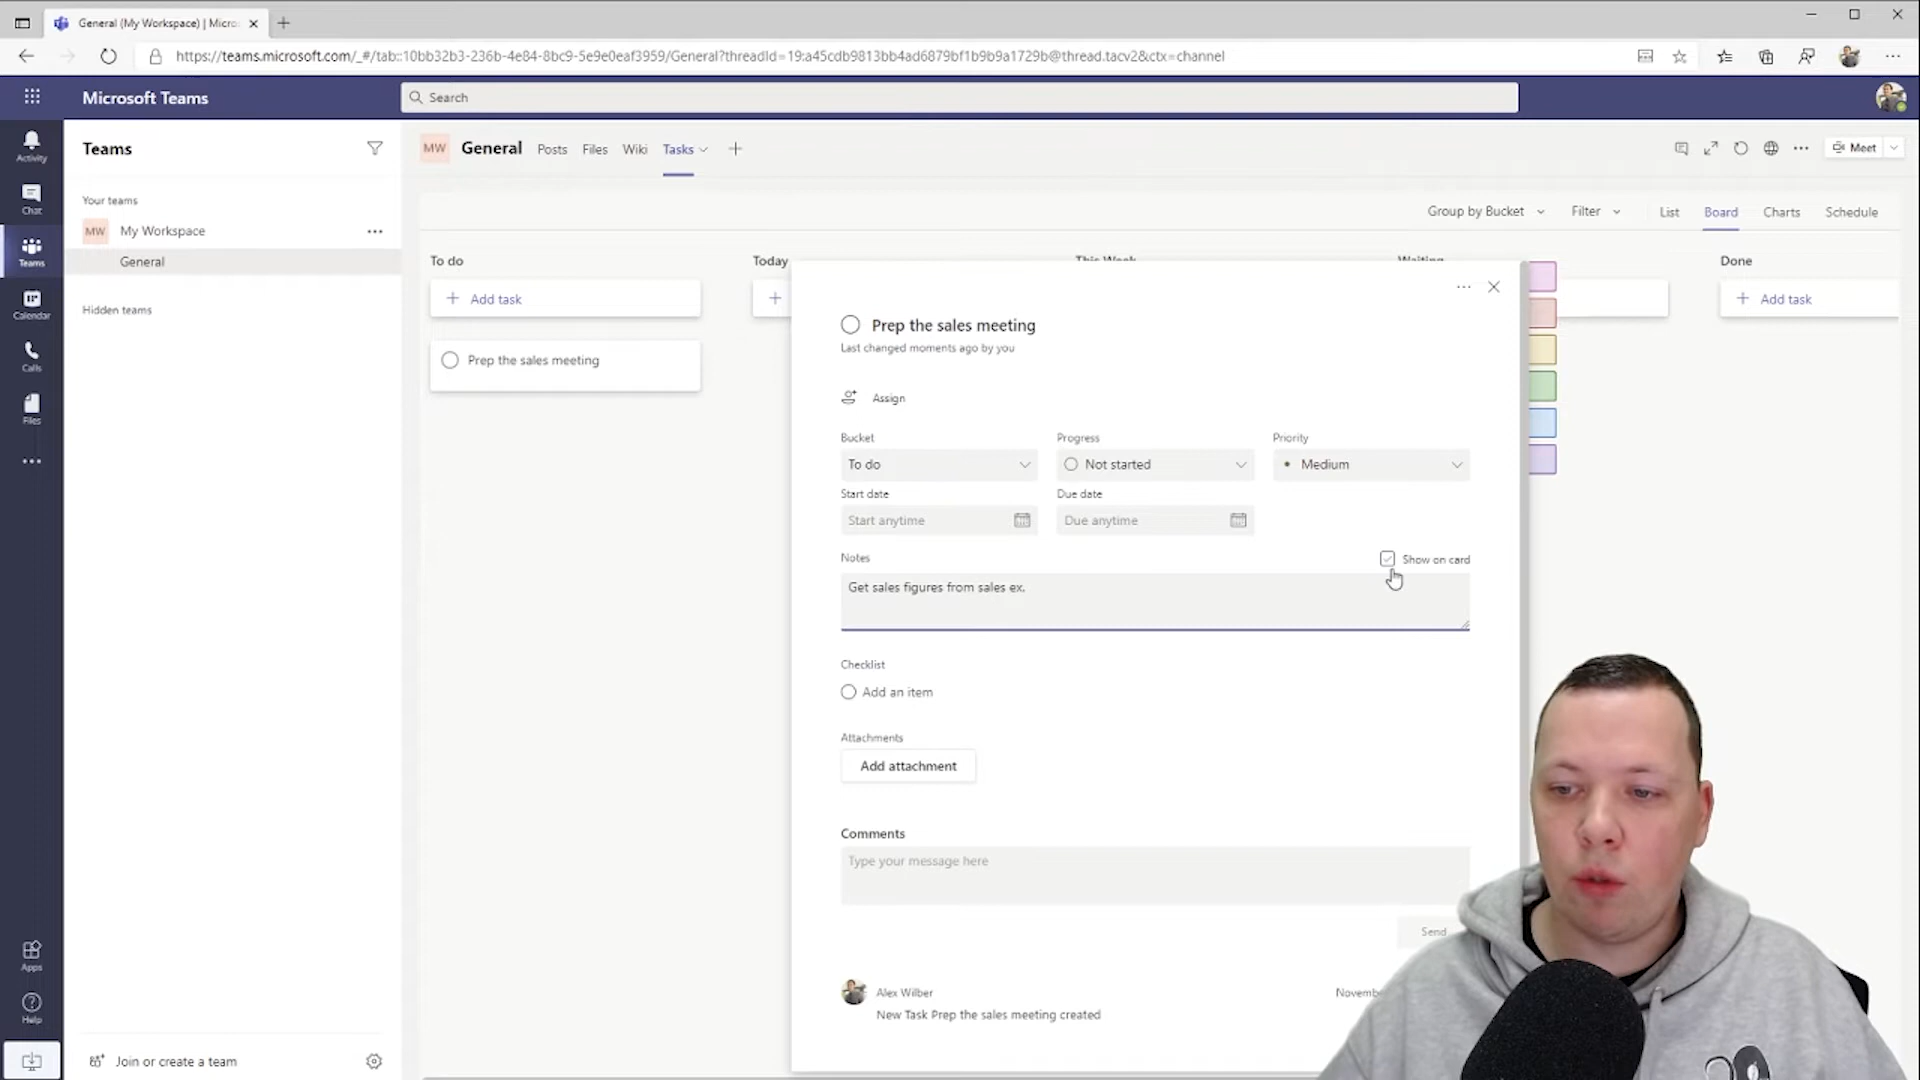 General (My Workspace) | Micro
https://teams.microsoft.com/_#/tab::10bb32b3-236b-4e84-8bc9-5e9e0eaf3959/General?threadId=19:a45cdb9813bb4ad6879bf1b9b9a1729b@thread.tacv2&ctx=channel
Microsoft Teams
Search
Activity
Chat
Teams
Calendar
Calls
Files
Apps
Help
Teams
Your teams
MW My Workspace
General
Hidden teams
Join or create a team
MW General Posts Files Wiki Tasks
Meet
Group by Bucket Filter List Board Charts Schedule
To do
Add task
Prep the sales meeting
Today
This Week
Waiting
Done
Add task
Prep the sales meeting
Last changed moments ago by you
Assign
Bucket Progress Priority
To do Not started Medium
Start date Due date
Start anytime Due anytime
Notes Show on card
Get sales figures from sales ex.
Checklist
Add an item
Attachments
Add attachment
Comments
Type your message here
Send
Alex Wilber Novembe
New Task Prep the sales meeting created